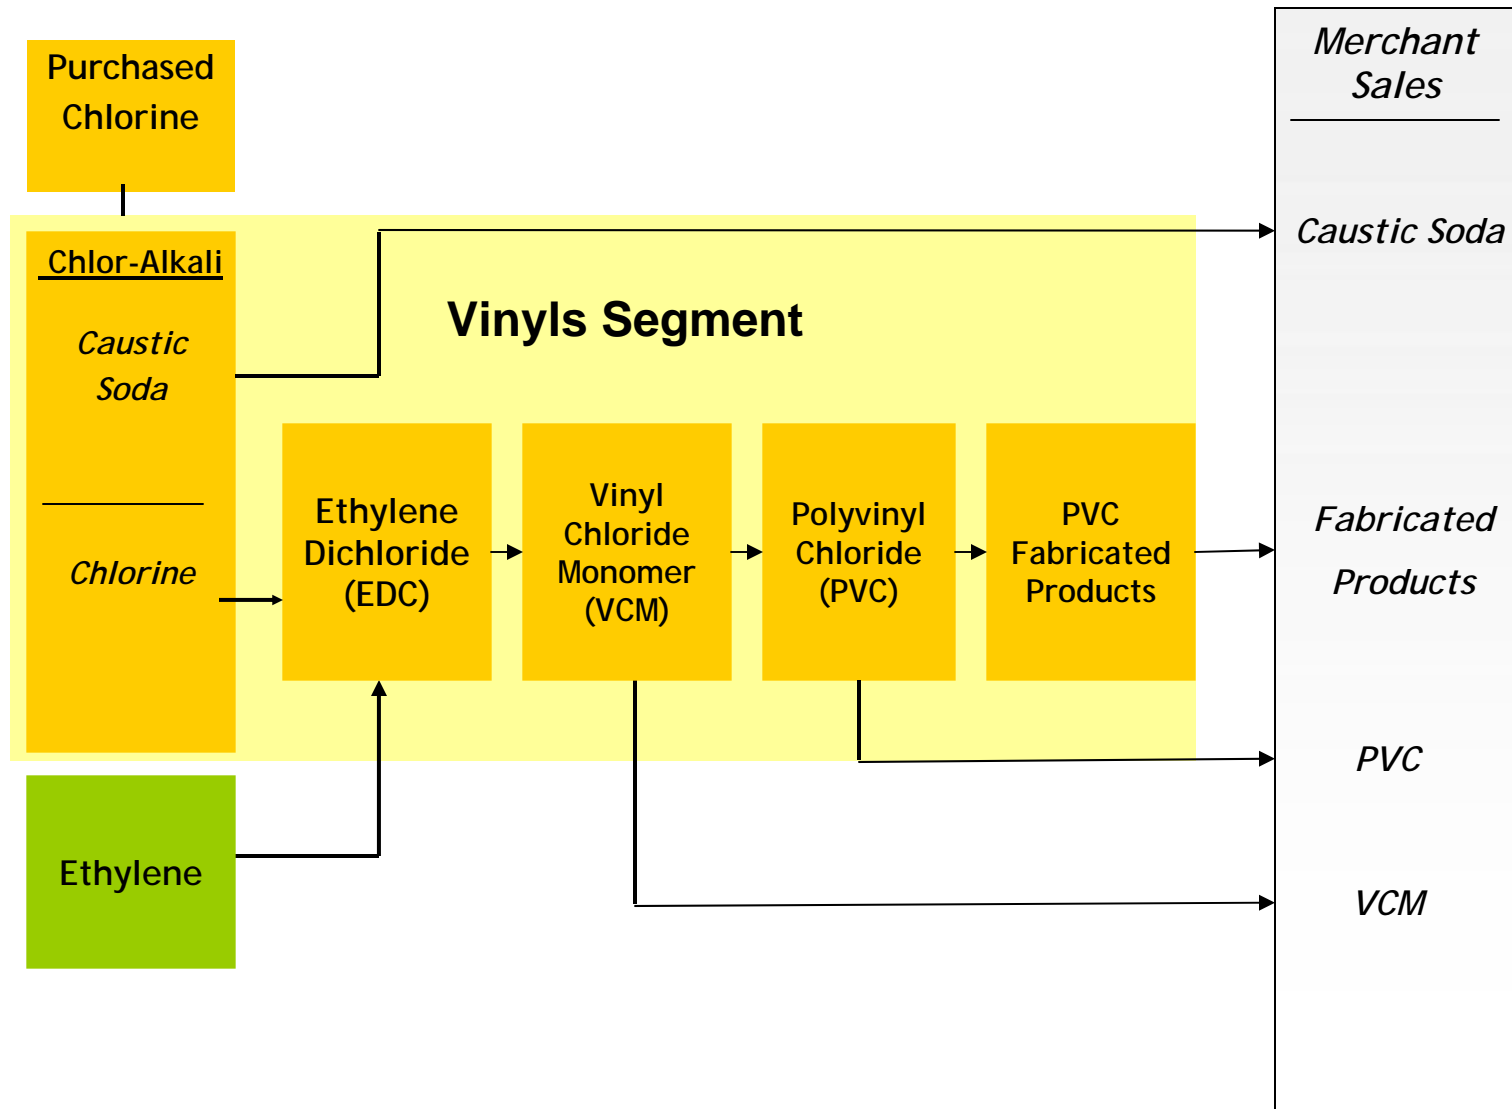 Purchased
Chlorine
Chlor-Alkali
Caustic
Soda
Chlorine
Ethylene
Vinyls Segment
Ethylene
Dichloride
(EDC)
Vinyl
Chloride
Monomer
(VCM)
Polyvinyl
Chloride
(PVC)
PVC
Fabricated
Products
Merchant
Sales
Caustic Soda
Fabricated
Products
PVC
VCM